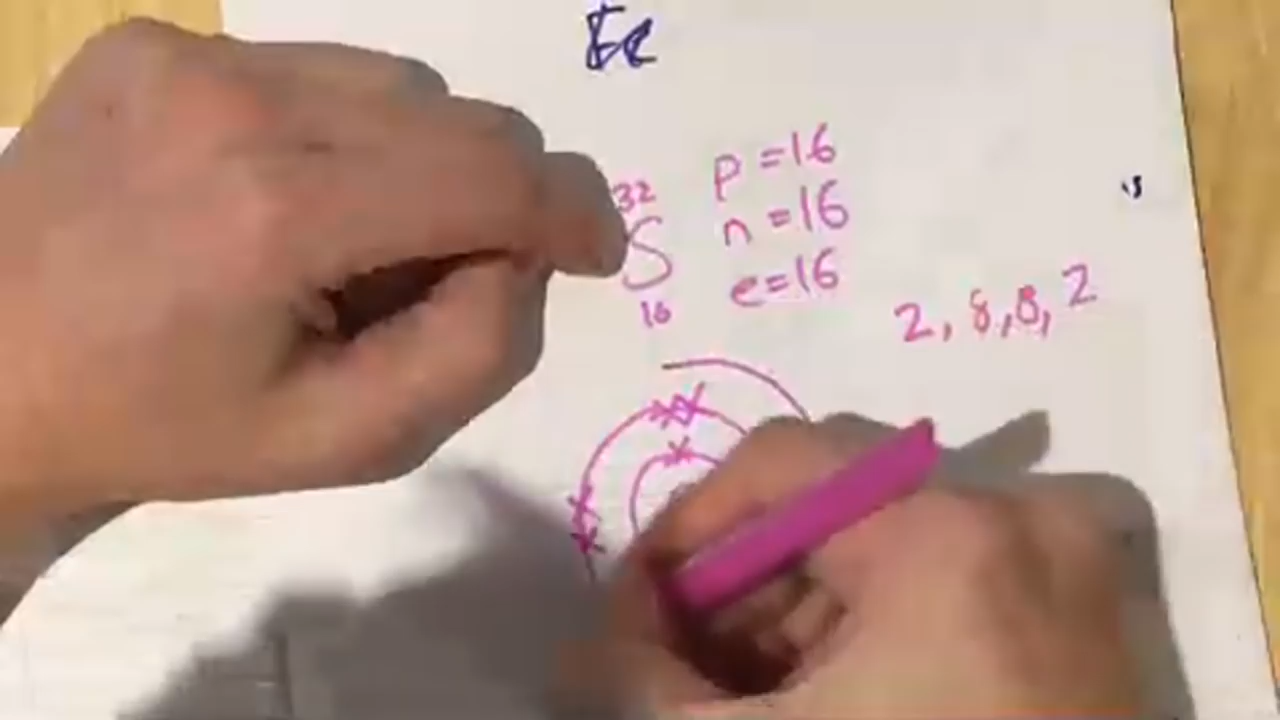 32
S
16
p = 16
n = 16
e = 16
2, 8, 8, 2